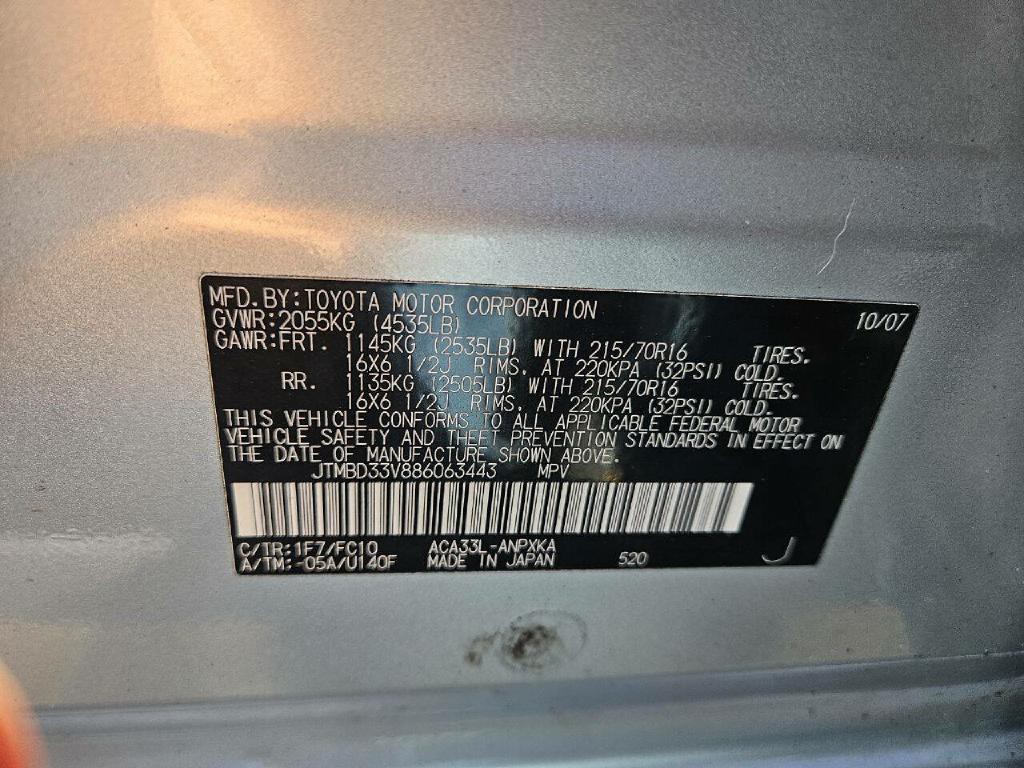 MFD.BY:TOYOTA MOTOR CORPORATION 10/07
GVWR:2055KG (4535LB)
GAWR:FRT. 1145KG (2535LB) WITH 215/70R16 TIRES.
16X6 1/2J RIMS. AT 220KPA (32PSI) COLD.
RR. 1135KG (2505LB) WITH 215/70R16 TIRES.
16X6 1/2J RIMS. AT 220KPA (32PSI) COLD.
THIS VEHICLE CONFORMS TO ALL APPLICABLE FEDERAL MOTOR
VEHICLE SAFETY AND THEFT PREVENTION STANDARDS IN EFFECT ON
THE DATE OF MANUFACTURE SHOWN ABOVE.
JTMBD33V886063443 MPV
C/TR:1F7/FC10 ACA33L-ANPXKA
A/TM:-05A/U140F MADE IN JAPAN 520 J